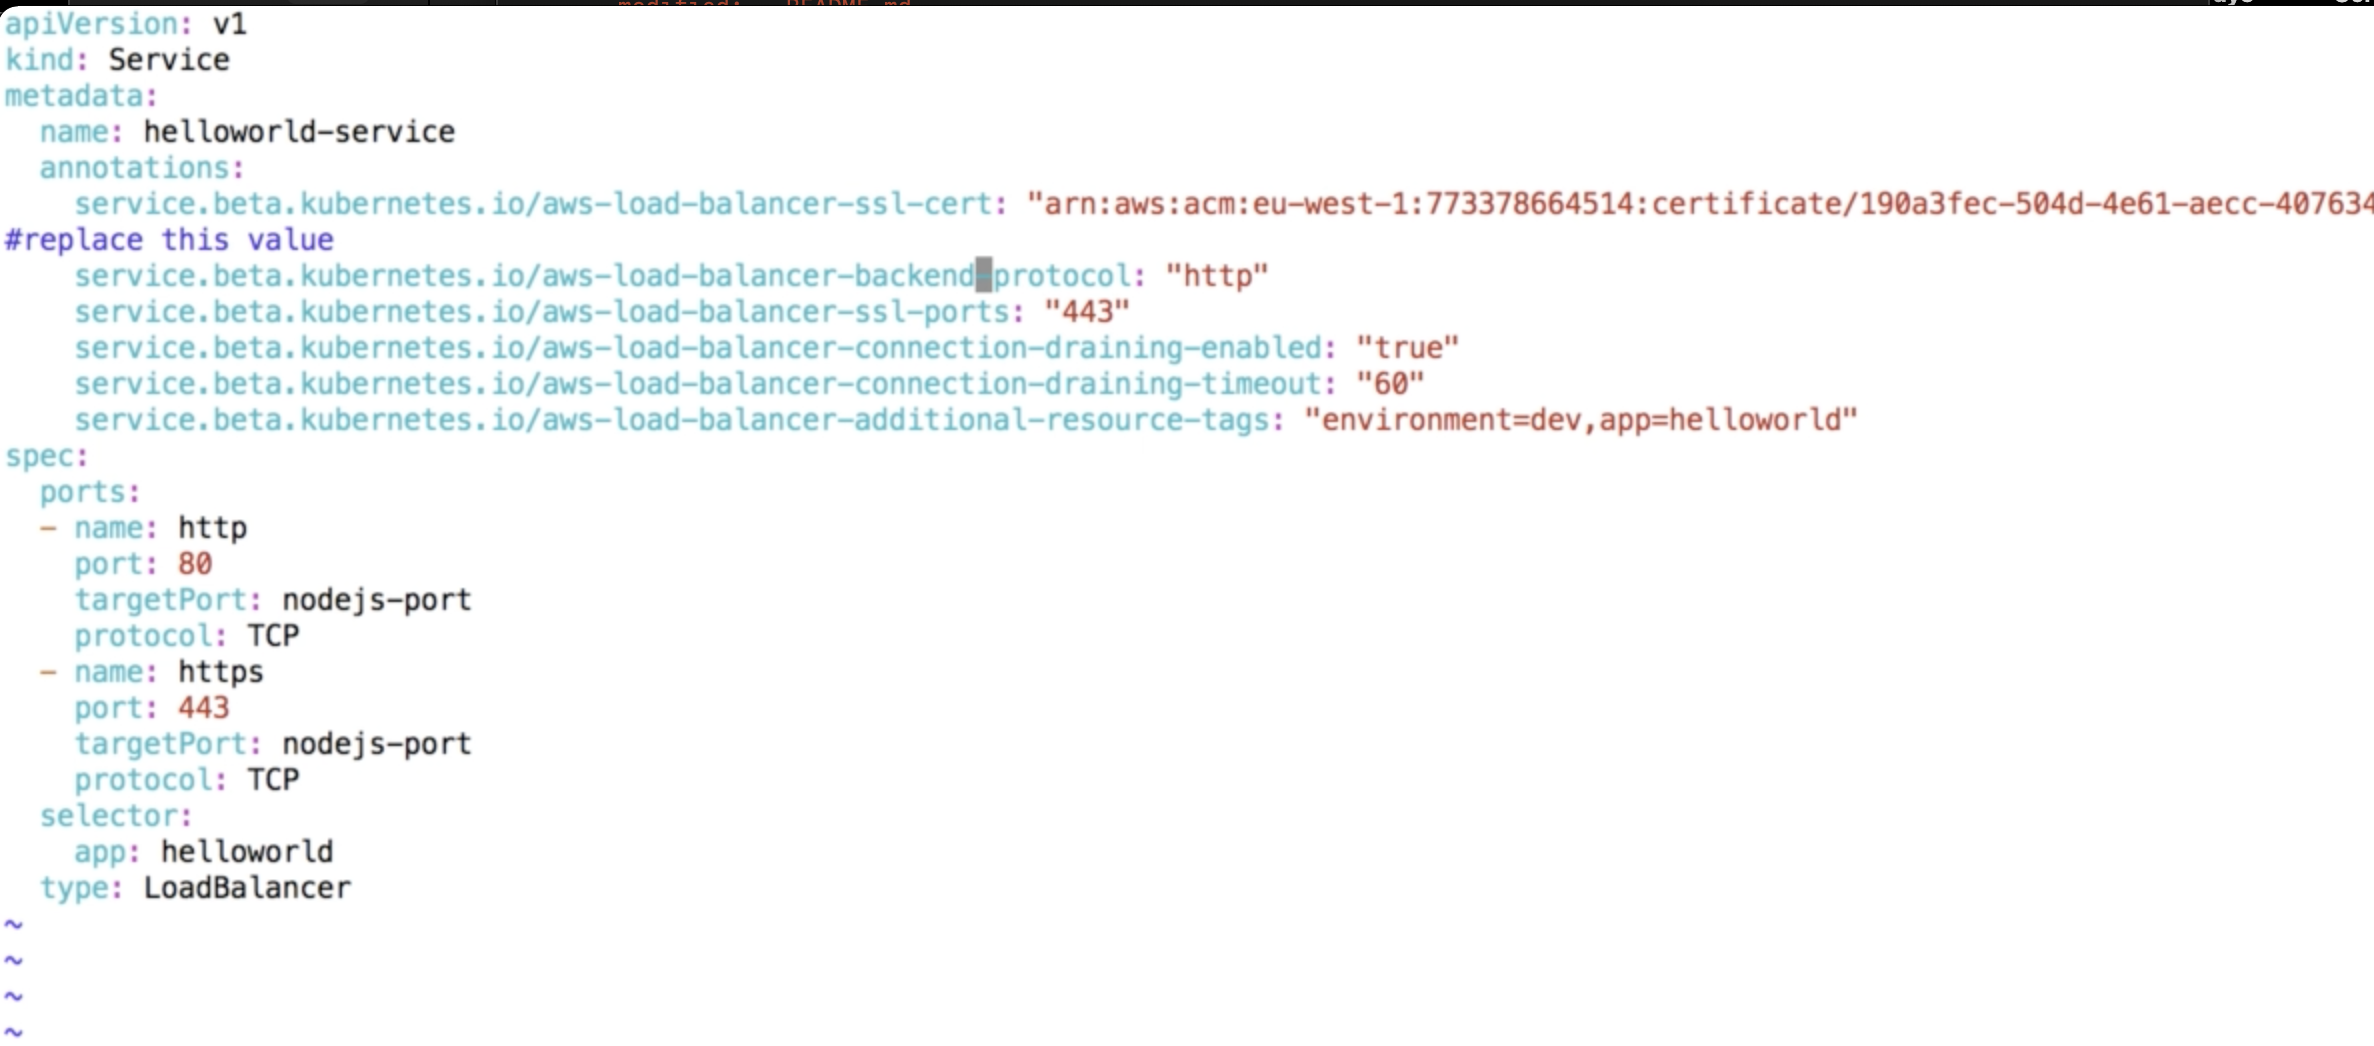 modified: README.md
apiVersion: v1
kind: Service
metadata:
  name: helloworld-service
  annotations:
    service.beta.kubernetes.io/aws-load-balancer-ssl-cert: "arn:aws:acm:eu-west-1:773378664514:certificate/190a3fec-504d-4e61-aecc-407634
#replace this value
    service.beta.kubernetes.io/aws-load-balancer-backend-protocol: "http"
    service.beta.kubernetes.io/aws-load-balancer-ssl-ports: "443"
    service.beta.kubernetes.io/aws-load-balancer-connection-draining-enabled: "true"
    service.beta.kubernetes.io/aws-load-balancer-connection-draining-timeout: "60"
    service.beta.kubernetes.io/aws-load-balancer-additional-resource-tags: "environment=dev,app=helloworld"
spec:
  ports:
  - name: http
    port: 80
    targetPort: nodejs-port
    protocol: TCP
  - name: https
    port: 443
    targetPort: nodejs-port
    protocol: TCP
  selector:
    app: helloworld
  type: LoadBalancer
~
~
~
~